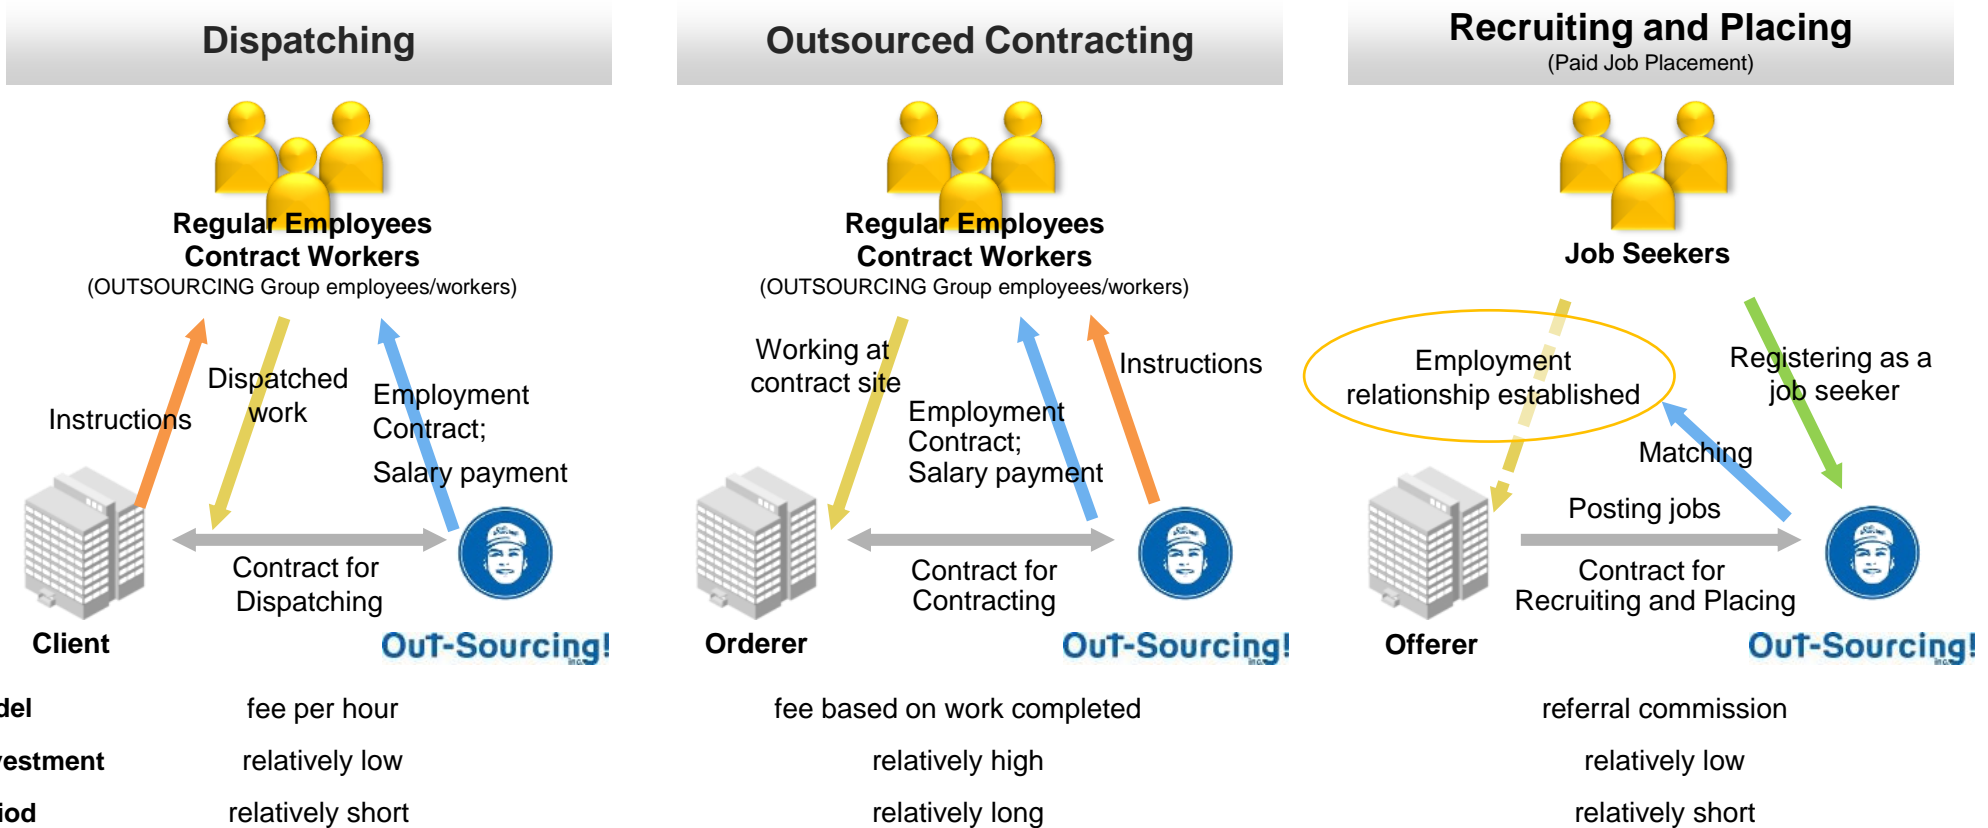 Dispatching
Regular Employees
Contract Workers
(OUTSOURCING Group employees/workers)
Instructions
Dispatched
work
Employment
Contract;
Salary payment
Contract for
Dispatching
Client
OuT-Sourcing!
inc.
Outsourced Contracting
Regular Employees
Contract Workers
(OUTSOURCING Group employees/workers)
Working at
contract site
Employment
Contract;
Salary payment
Instructions
Contract for
Contracting
Orderer
OuT-Sourcing!
inc.
Recruiting and Placing
(Paid Job Placement)
Job Seekers
Employment
relationship established
Registering as a
job seeker
Matching
Posting jobs
Contract for
Recruiting and Placing
Offerer
OuT-Sourcing!
inc.
del fee per hour fee based on work completed referral commission
vestment relatively low relatively high relatively low
iod relatively short relatively long relatively short